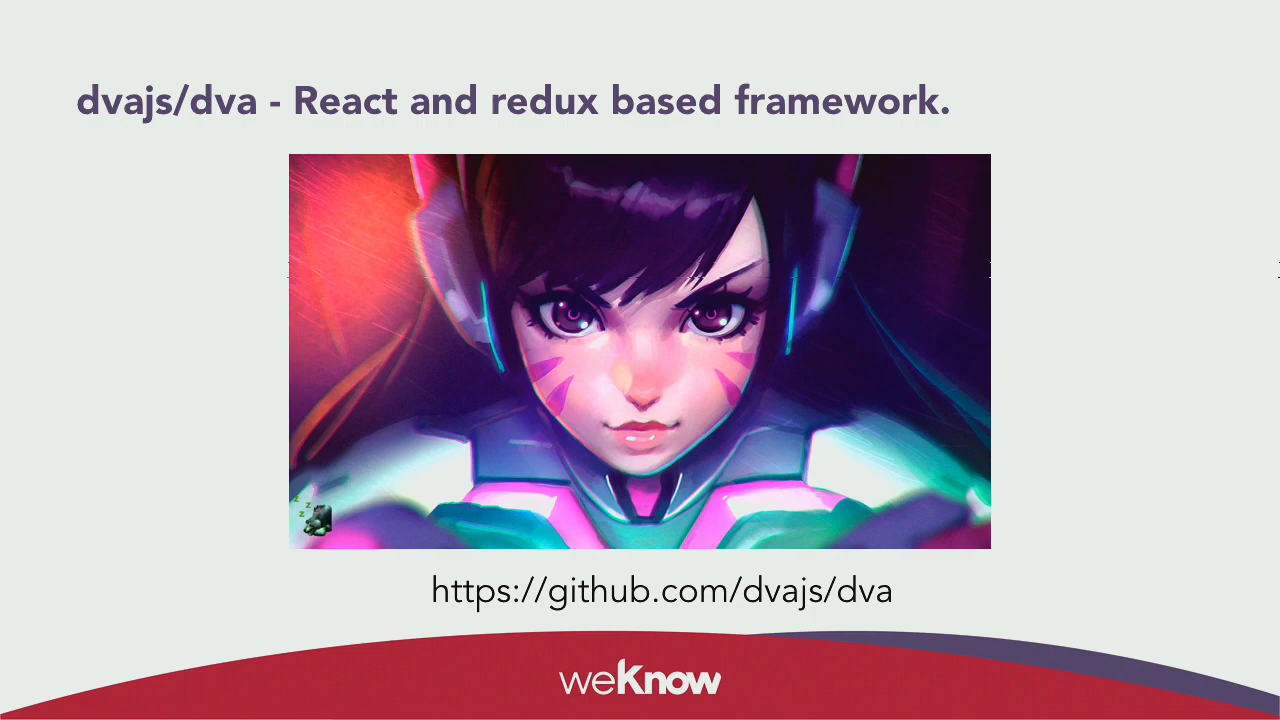 dvajs/dva - React and redux based framework.
z
z
z
https://github.com/dvajs/dva
weKnow